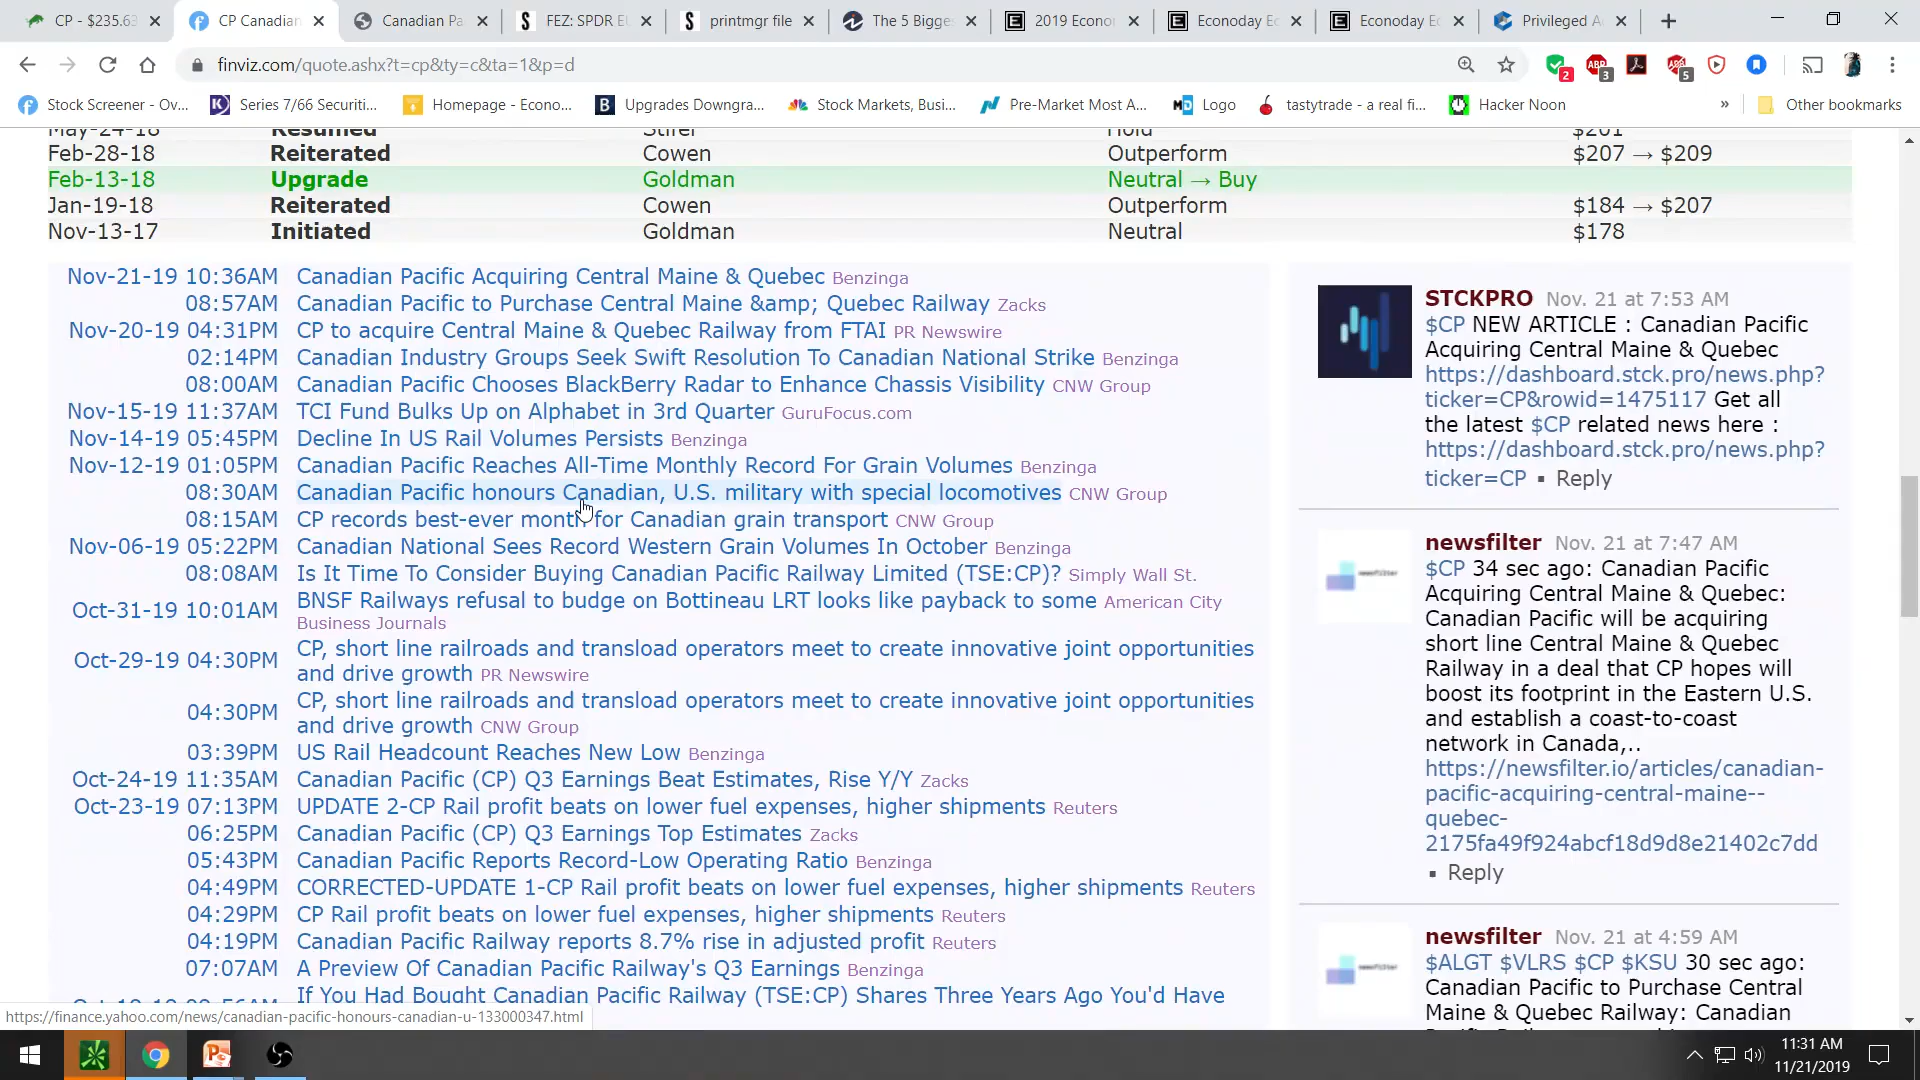 CP - $235.63
CP Canadian
Canadian Pa
FEZ: SPDR EU
printmgr file
The 5 Bigges
2019 Econo
Econoday Ec
Econoday Ec
Privileged A
finviz.com/quote.ashx?t=cp&ty=c&ta=1&p=d
2
3
5
Stock Screener - Ov...
Series 7/66 Securiti...
Homepage - Econo...
Upgrades Downgra...
Stock Markets, Busi...
Pre-Market Most A...
Logo
tastytrade - a real fi...
Hacker Noon
»
Other bookmarks
May-24-18 Resumed Stifel Hold $201
Feb-28-18 Reiterated Cowen Outperform $207 → $209
Feb-13-18 Upgrade Goldman Neutral → Buy
Jan-19-18 Reiterated Cowen Outperform $184 → $207
Nov-13-17 Initiated Goldman Neutral $178
Nov-21-19 10:36AM Canadian Pacific Acquiring Central Maine & Quebec Benzinga
08:57AM Canadian Pacific to Purchase Central Maine &amp; Quebec Railway Zacks
Nov-20-19 04:31PM CP to acquire Central Maine & Quebec Railway from FTAI PR Newswire
02:14PM Canadian Industry Groups Seek Swift Resolution To Canadian National Strike Benzinga
08:00AM Canadian Pacific Chooses BlackBerry Radar to Enhance Chassis Visibility CNW Group
Nov-15-19 11:37AM TCI Fund Bulks Up on Alphabet in 3rd Quarter GuruFocus.com
Nov-14-19 05:45PM Decline In US Rail Volumes Persists Benzinga
Nov-12-19 01:05PM Canadian Pacific Reaches All-Time Monthly Record For Grain Volumes Benzinga
08:30AM Canadian Pacific honours Canadian, U.S. military with special locomotives CNW Group
08:15AM CP records best-ever month for Canadian grain transport CNW Group
Nov-06-19 05:22PM Canadian National Sees Record Western Grain Volumes In October Benzinga
08:08AM Is It Time To Consider Buying Canadian Pacific Railway Limited (TSE:CP)? Simply Wall St.
Oct-31-19 10:01AM BNSF Railways refusal to budge on Bottineau LRT looks like payback to some American City
Business Journals
Oct-29-19 04:30PM CP, short line railroads and transload operators meet to create innovative joint opportunities
and drive growth PR Newswire
04:30PM CP, short line railroads and transload operators meet to create innovative joint opportunities
and drive growth CNW Group
03:39PM US Rail Headcount Reaches New Low Benzinga
Oct-24-19 11:35AM Canadian Pacific (CP) Q3 Earnings Beat Estimates, Rise Y/Y Zacks
Oct-23-19 07:13PM UPDATE 2-CP Rail profit beats on lower fuel expenses, higher shipments Reuters
06:25PM Canadian Pacific (CP) Q3 Earnings Top Estimates Zacks
05:43PM Canadian Pacific Reports Record-Low Operating Ratio Benzinga
04:49PM CORRECTED-UPDATE 1-CP Rail profit beats on lower fuel expenses, higher shipments Reuters
04:29PM CP Rail profit beats on lower fuel expenses, higher shipments Reuters
04:19PM Canadian Pacific Railway reports 8.7% rise in adjusted profit Reuters
07:07AM A Preview Of Canadian Pacific Railway's Q3 Earnings Benzinga
If You Had Bought Canadian Pacific Railway (TSE:CP) Shares Three Years Ago You'd Have
STCKPRO Nov. 21 at 7:53 AM
$CP NEW ARTICLE : Canadian Pacific
Acquiring Central Maine & Quebec
https://dashboard.stck.pro/news.php?
ticker=CP&rowid=1475117 Get all
the latest $CP related news here :
https://dashboard.stck.pro/news.php?
ticker=CP ▪ Reply
newsfilter Nov. 21 at 7:47 AM
$CP 34 sec ago: Canadian Pacific
Acquiring Central Maine & Quebec:
Canadian Pacific will be acquiring
short line Central Maine & Quebec
Railway in a deal that CP hopes will
boost its footprint in the Eastern U.S.
and establish a coast-to-coast
network in Canada,..
https://newsfilter.io/articles/canadian-
pacific-acquiring-central-maine--
quebec-
2175fa49f924abcf18d9d8e21402c7dd
▪ Reply
newsfilter Nov. 21 at 4:59 AM
$ALGT $VLRS $CP $KSU 30 sec ago:
Canadian Pacific to Purchase Central
Maine & Quebec Railway: Canadian
https://finance.yahoo.com/news/canadian-pacific-honours-canadian-u-133000347.html
11:31 AM
11/21/2019